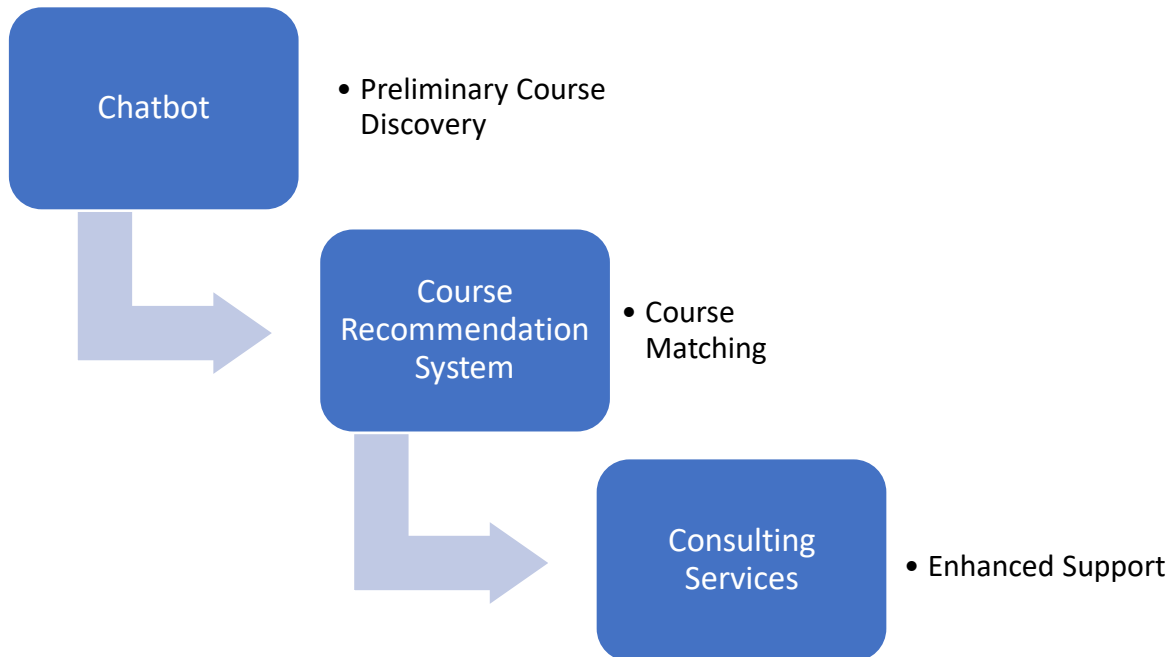 Chatbot
• Preliminary Course
Discovery
Course
Recommendation
System
• Course
Matching
Consulting
Services
• Enhanced Support